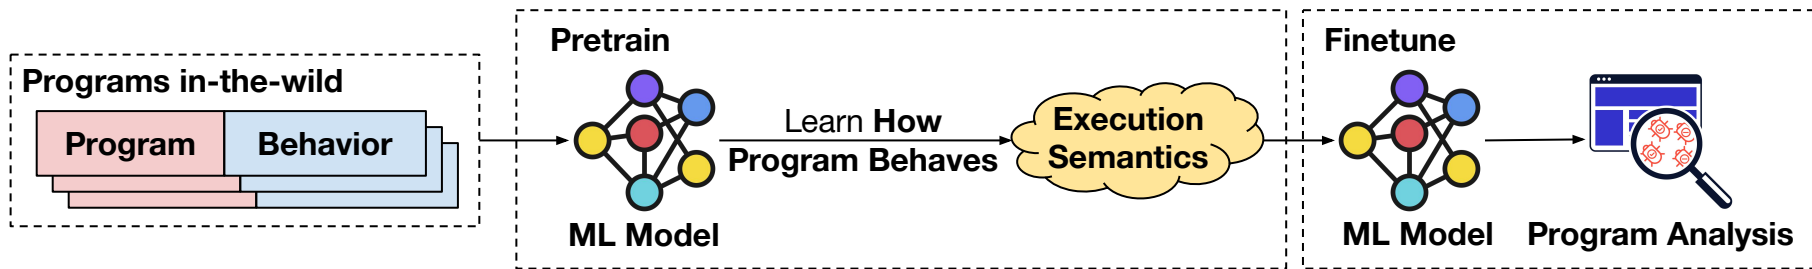 Programs in-the-wild
Program
Behavior
Pretrain
ML Model
Learn How
Program Behaves
Execution
Semantics
Finetune
ML Model
Program Analysis